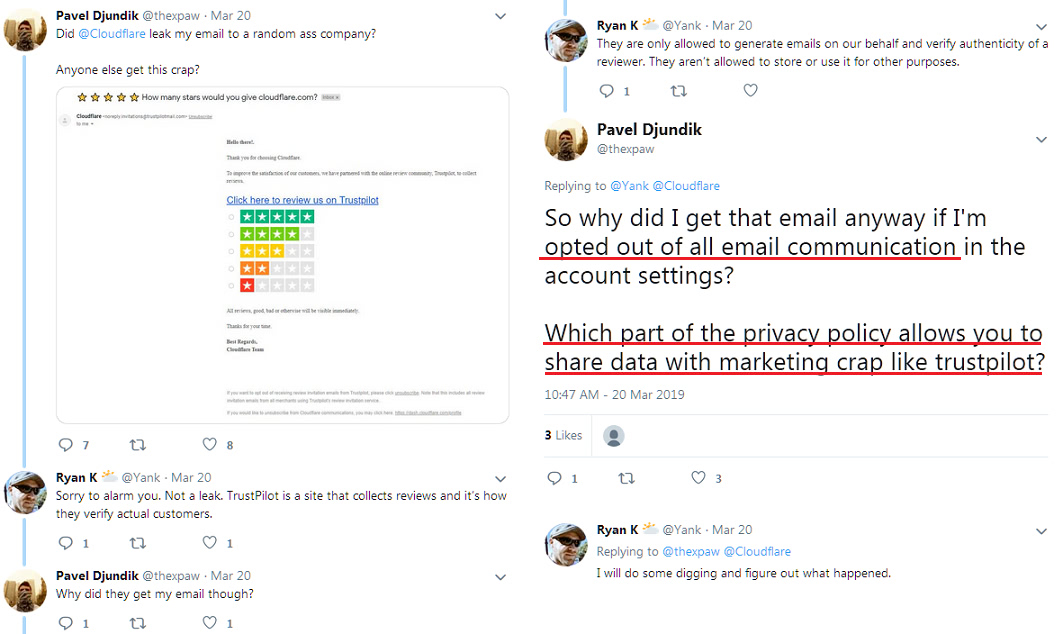 Pavel Djundik @thexpaw · Mar 20
Did @Cloudflare leak my email to a random ass company?
Anyone else get this crap?
How many stars would you give cloudflare.com? Inbox x
Cloudflare <noreply.invitations@trustpilotmail.com> Unsubscribe
to me
Hello there!,
Thank you for choosing Cloudflare.
To improve the satisfaction of our customers, we have partnered with the online review community, Trustpilot, to collect
reviews.
Click here to review us on Trustpilot
All reviews, good, bad or otherwise will be visible immediately.
Thanks for your time.
Best Regards,
Cloudflare Team
If you want to opt out of receiving review invitation emails from Trustpilot, please click unsubscribe. Note that this includes all review
invitation emails from all merchants using Trustpilot's review invitation service.
If you would like to unsubscribe from Cloudflare communications, you may click here: https://dash.cloudflare.com/profile
7 8
Ryan K @Yank · Mar 20
Sorry to alarm you. Not a leak. TrustPilot is a site that collects reviews and it's how
they verify actual customers.
1 1
Pavel Djundik @thexpaw · Mar 20
Why did they get my email though?
1 1
Ryan K @Yank · Mar 20
They are only allowed to generate emails on our behalf and verify authenticity of a
reviewer. They aren't allowed to store or use it for other purposes.
1
Pavel Djundik
@thexpaw
Replying to @Yank @Cloudflare
So why did I get that email anyway if I'm
opted out of all email communication in the
account settings?
Which part of the privacy policy allows you to
share data with marketing crap like trustpilot?
10:47 AM - 20 Mar 2019
3 Likes
1 3
Ryan K @Yank · Mar 20
Replying to @thexpaw @Cloudflare
I will do some digging and figure out what happened.